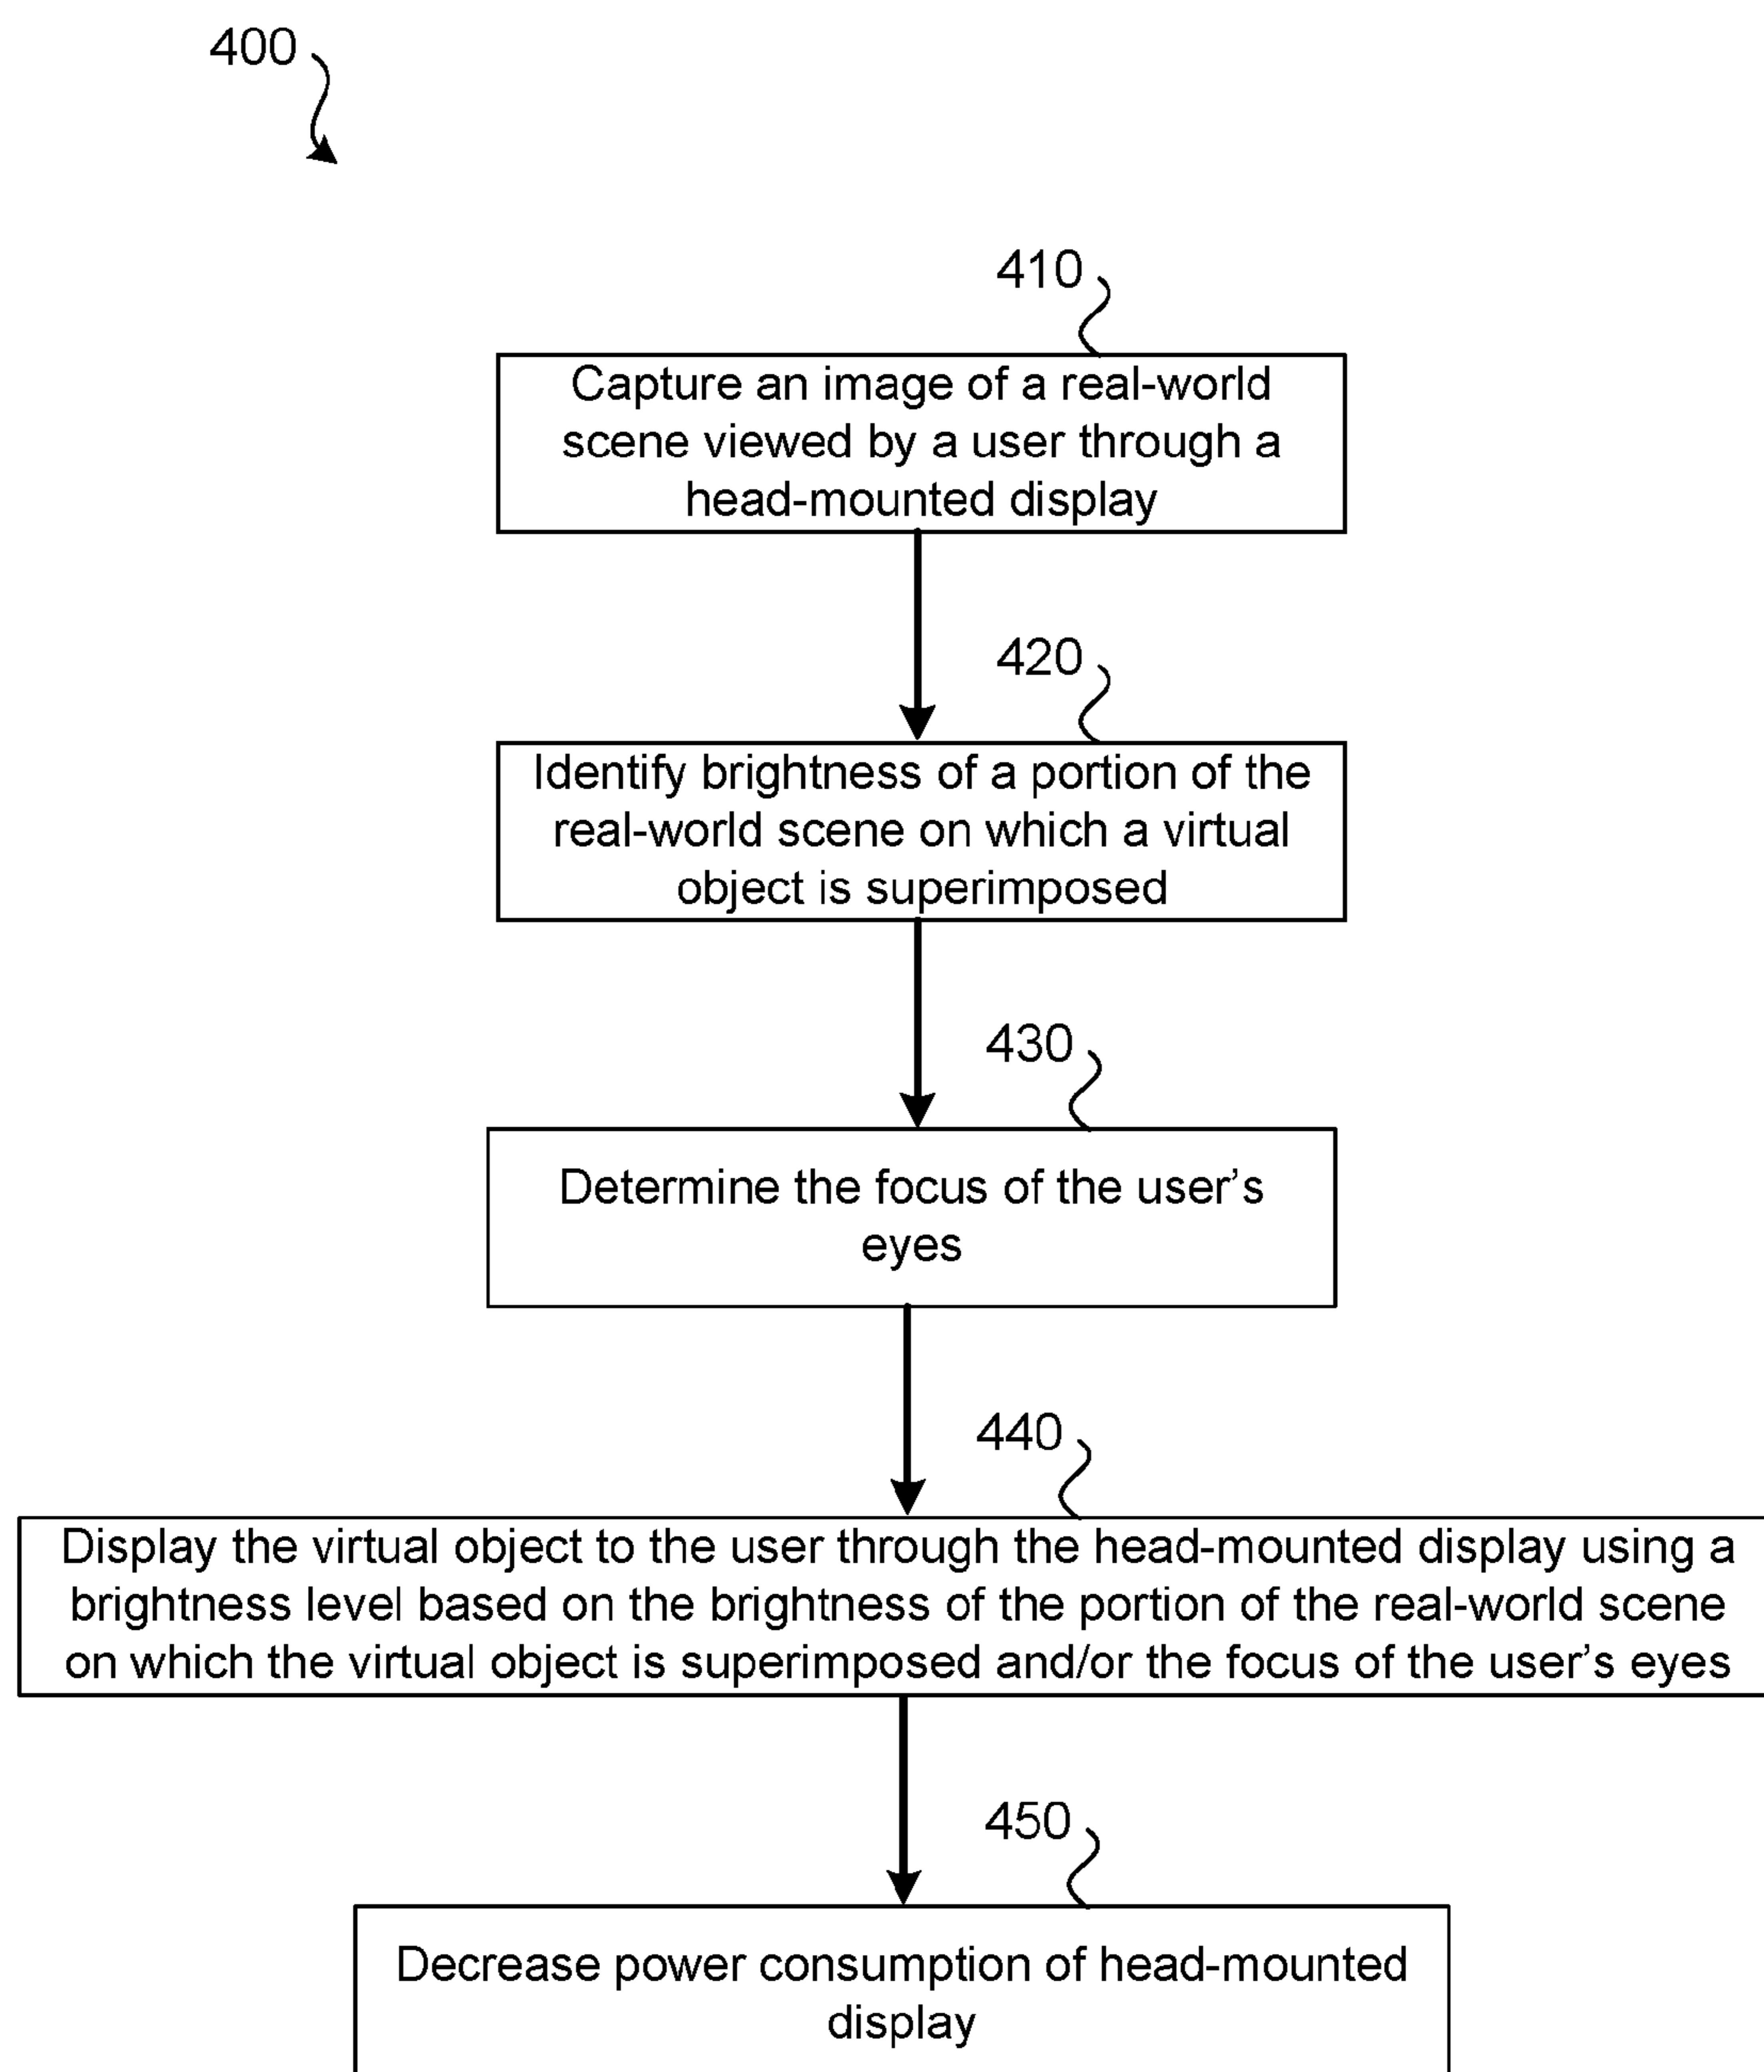 400
410
Capture an image of a real-world
scene viewed by a user through a
head-mounted display
420
Identify brightness of a portion of the
real-world scene on which a virtual
object is superimposed
430
Determine the focus of the user’s
eyes
440
Display the virtual object to the user through the head-mounted display using a
brightness level based on the brightness of the portion of the real-world scene
on which the virtual object is superimposed and/or the focus of the user’s eyes
450
Decrease power consumption of head-mounted
display